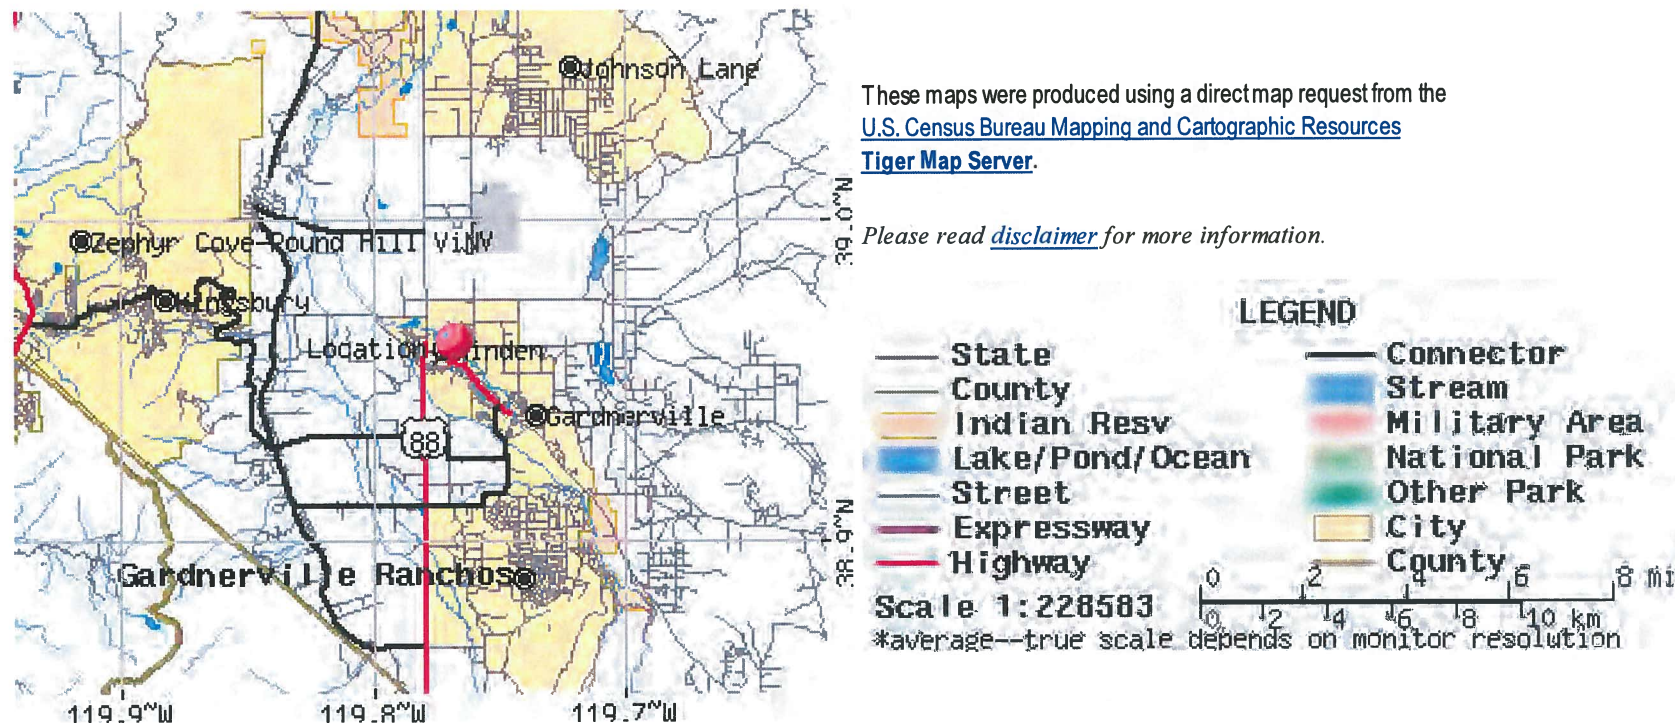 Johnson Lane
Zephyr Cove-Round Hill Vi NV
Kingsbury
Location
Minden
Gardnerville
88
Gardnerville Ranchos
39.0~N
38.9~N
119.9~W
119.8~W
119.7~W
These maps were produced using a direct map request from the
U.S. Census Bureau Mapping and Cartographic Resources
Tiger Map Server.
Please read disclaimer for more information.
LEGEND
State
County
Indian Resv
Lake/Pond/Ocean
Street
Expressway
Highway
Connector
Stream
Military Area
National Park
Other Park
City
County
0 2 4 6 8 mi
Scale 1:228583
0 2 4 6 8 10 km
*average--true scale depends on monitor resolution